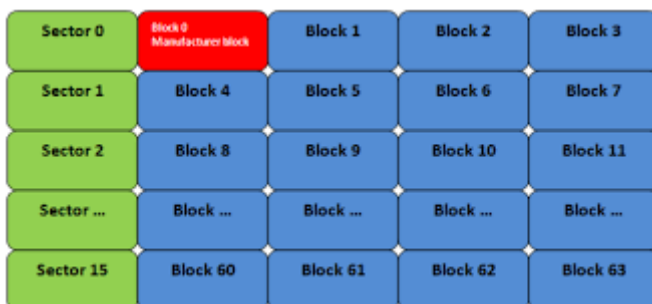 Sector 0
Block 0
Manufacturer block
Block 1
Block 2
Block 3
Sector 1
Block 4
Block 5
Block 6
Block 7
Sector 2
Block 8
Block 9
Block 10
Block 11
Sector ...
Block ...
Block ...
Block ...
Block ...
Sector 15
Block 60
Block 61
Block 62
Block 63